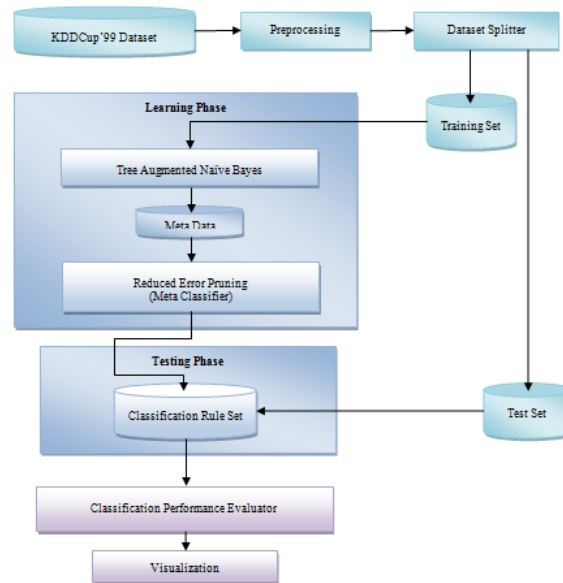 KDDCup'99 Dataset
Preprocessing
Dataset Splitter
Learning Phase
Training Set
Tree Augmented Naïve Bayes
Meta Data
Reduced Error Pruning
(Meta Classifier)
Testing Phase
Classification Rule Set
Test Set
Classification Performance Evaluator
Visualization